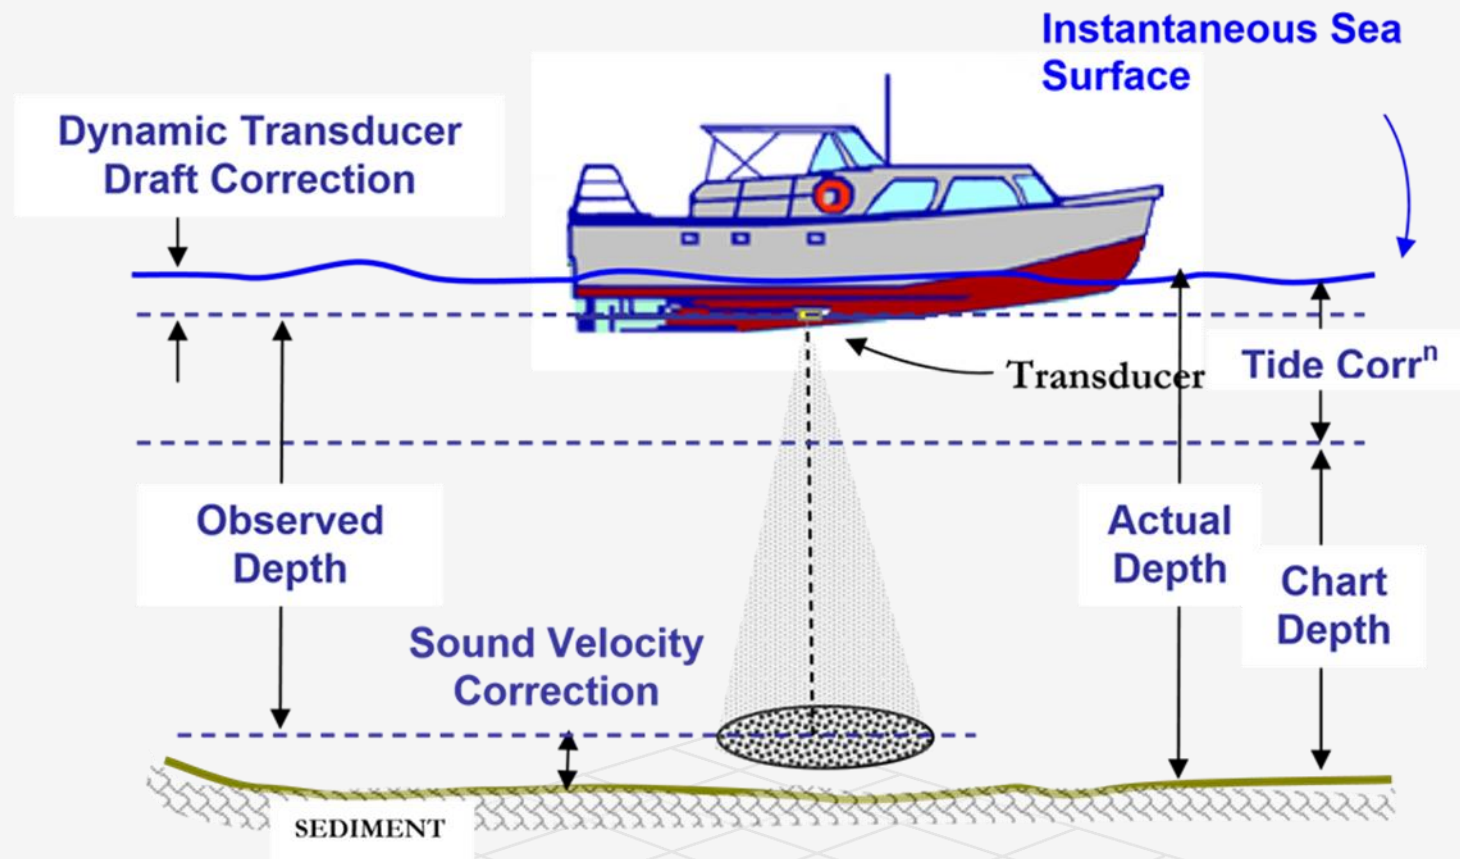 Instantaneous Sea
Surface
Dynamic Transducer
Draft Correction
Transducer
Tide Corrⁿ
Observed
Depth
Actual
Depth
Chart
Depth
Sound Velocity
Correction
SEDIMENT